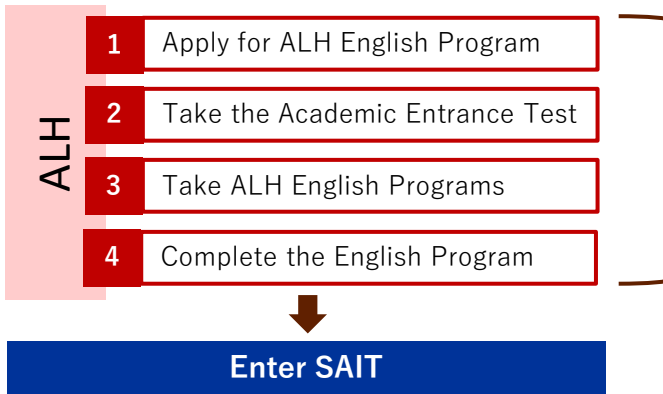 ALH
1 Apply for ALH English Program
2 Take the Academic Entrance Test
3 Take ALH English Programs
4 Complete the English Program
Enter SAIT